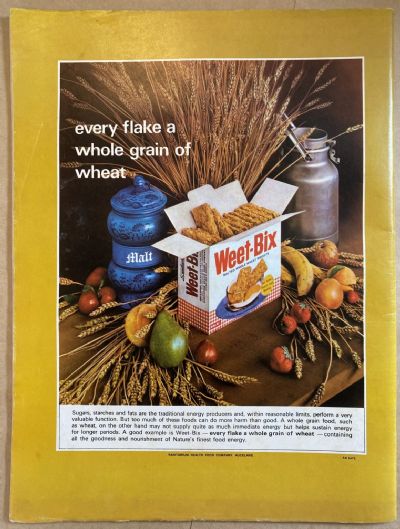 every flake a
whole grain of
wheat
Malt
Weet-Bix
Weet-Bix
Sugars, starches and fats are the traditional energy producers and, within reasonable limits, perform a very
valuable function. But too much of these foods can do more harm than good. A whole grain food, such
as wheat, on the other hand may not supply quite as much immediate energy but helps sustain energy
for longer periods. A good example is Weet-Bix — every flake a whole grain of wheat — containing
all the goodness and nourishment of Nature's finest food energy.
SANITARIUM HEALTH FOOD COMPANY, AUCKLAND